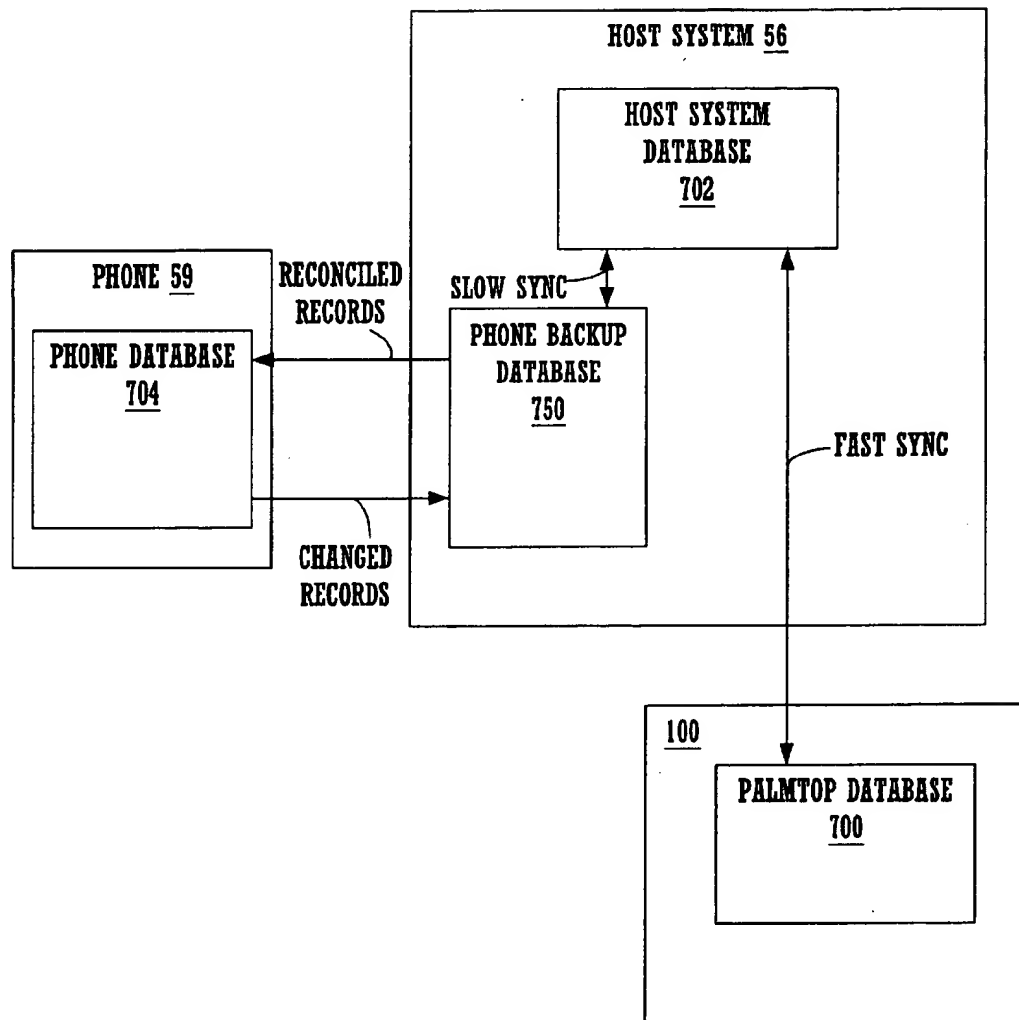 HOST SYSTEM 56
HOST SYSTEM
DATABASE
702
PHONE 59
RECONCILED
RECORDS
SLOW SYNC
PHONE DATABASE
704
PHONE BACKUP
DATABASE
750
FAST SYNC
CHANGED
RECORDS
100
PALMTOP DATABASE
700